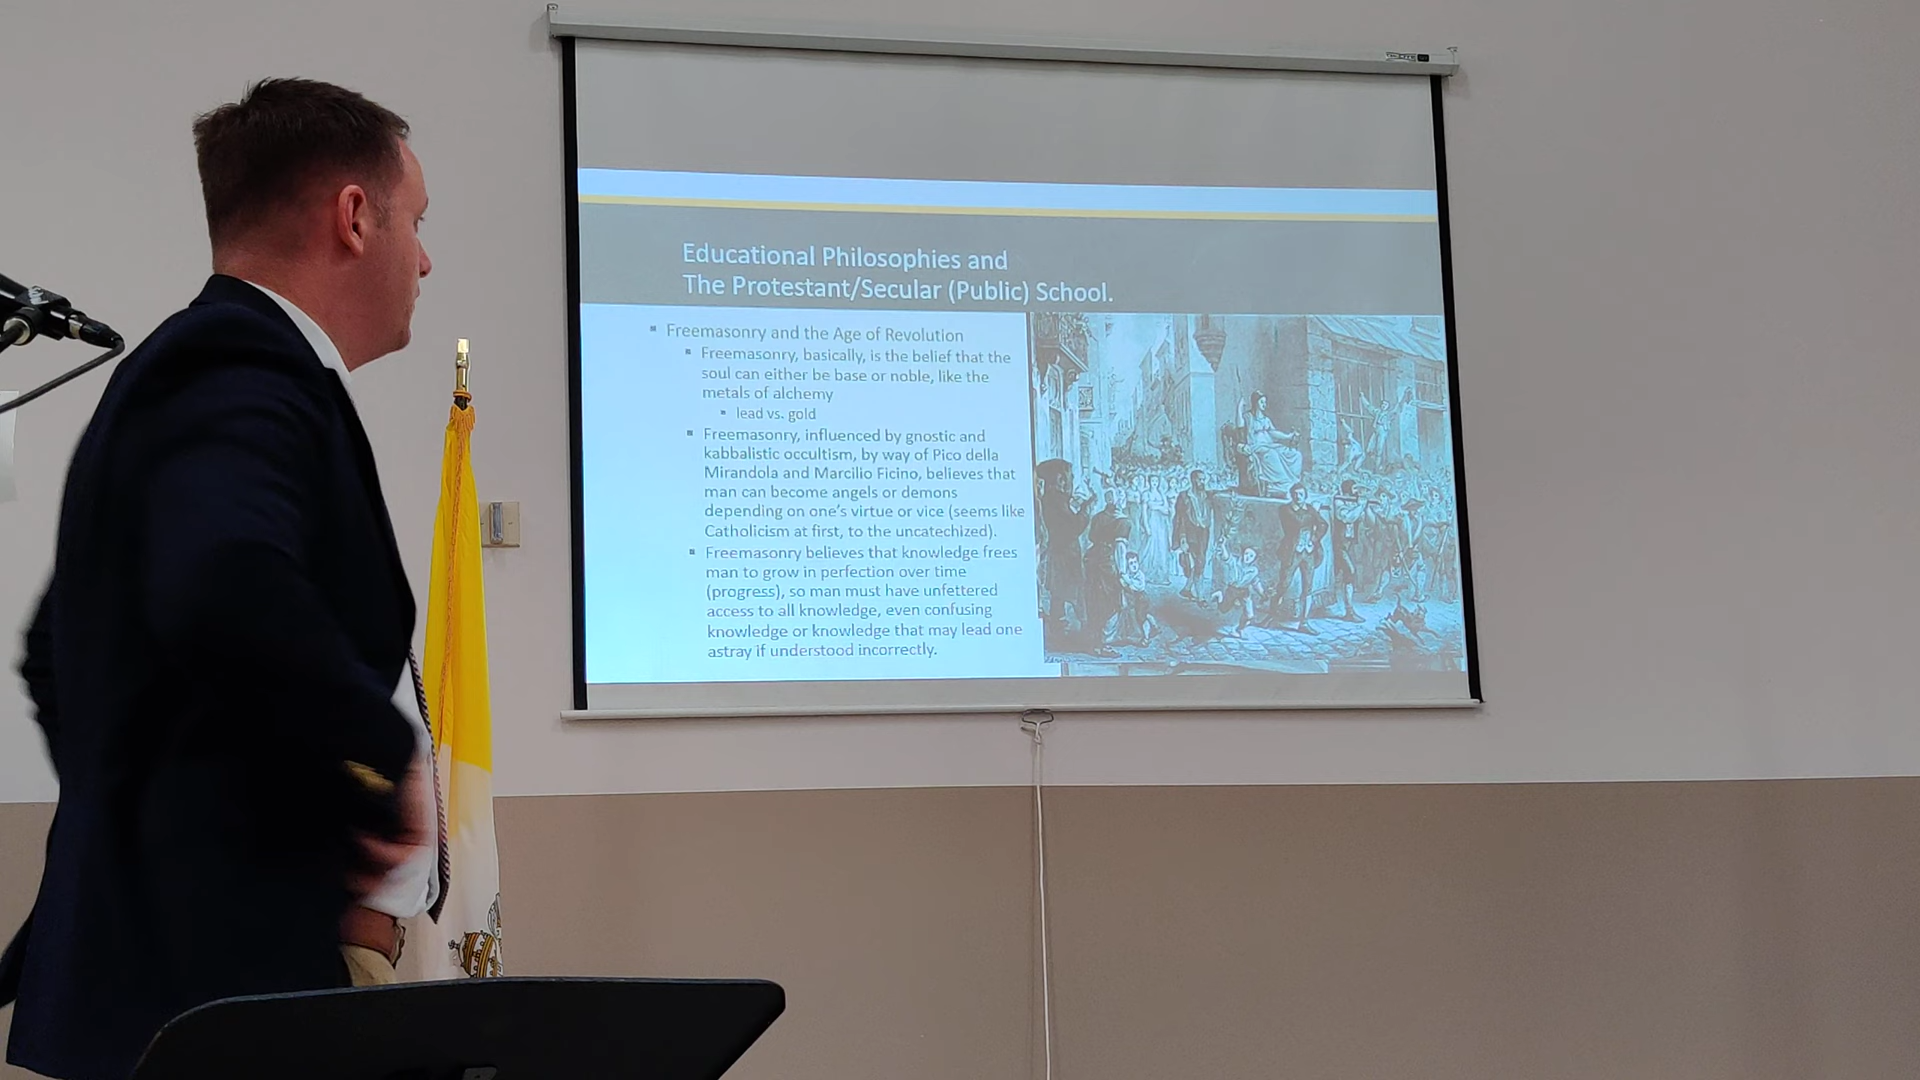 Educational Philosophies and
The Protestant/Secular (Public) School.
Freemasonry and the Age of Revolution
Freemasonry, basically, is the belief that the
soul can either be base or noble, like the
metals of alchemy
lead vs. gold
Freemasonry, influenced by gnostic and
kabbalistic occultism, by way of Pico della
Mirandola and Marcilio Ficino, believes that
man can become angels or demons
depending on one's virtue or vice (seems like
Catholicism at first, to the uncatechized).
Freemasonry believes that knowledge frees
man to grow in perfection over time
(progress), so man must have unfettered
access to all knowledge, even confusing
knowledge or knowledge that may lead one
astray if understood incorrectly.